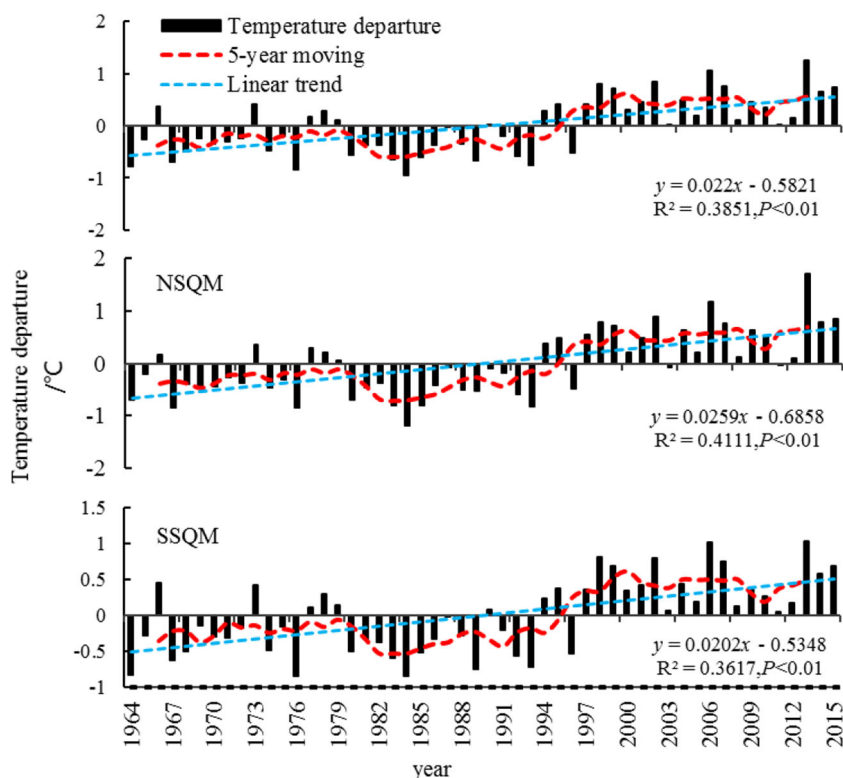 2
1
0
-1
-2
Temperature departure
5-year moving
Linear trend
y = 0.022x - 0.5821
R² = 0.3851,P<0.01
2
1
0
-1
-2
NSQM
y = 0.0259x - 0.6858
R² = 0.4111,P<0.01
Temperature departure
/°C
1.5
1
0.5
0
-0.5
-1
SSQM
y = 0.0202x - 0.5348
R² = 0.3617,P<0.01
1964
1967
1970
1973
1976
1979
1982
1985
1988
1991
1994
1997
2000
2003
2006
2009
2012
2015
year